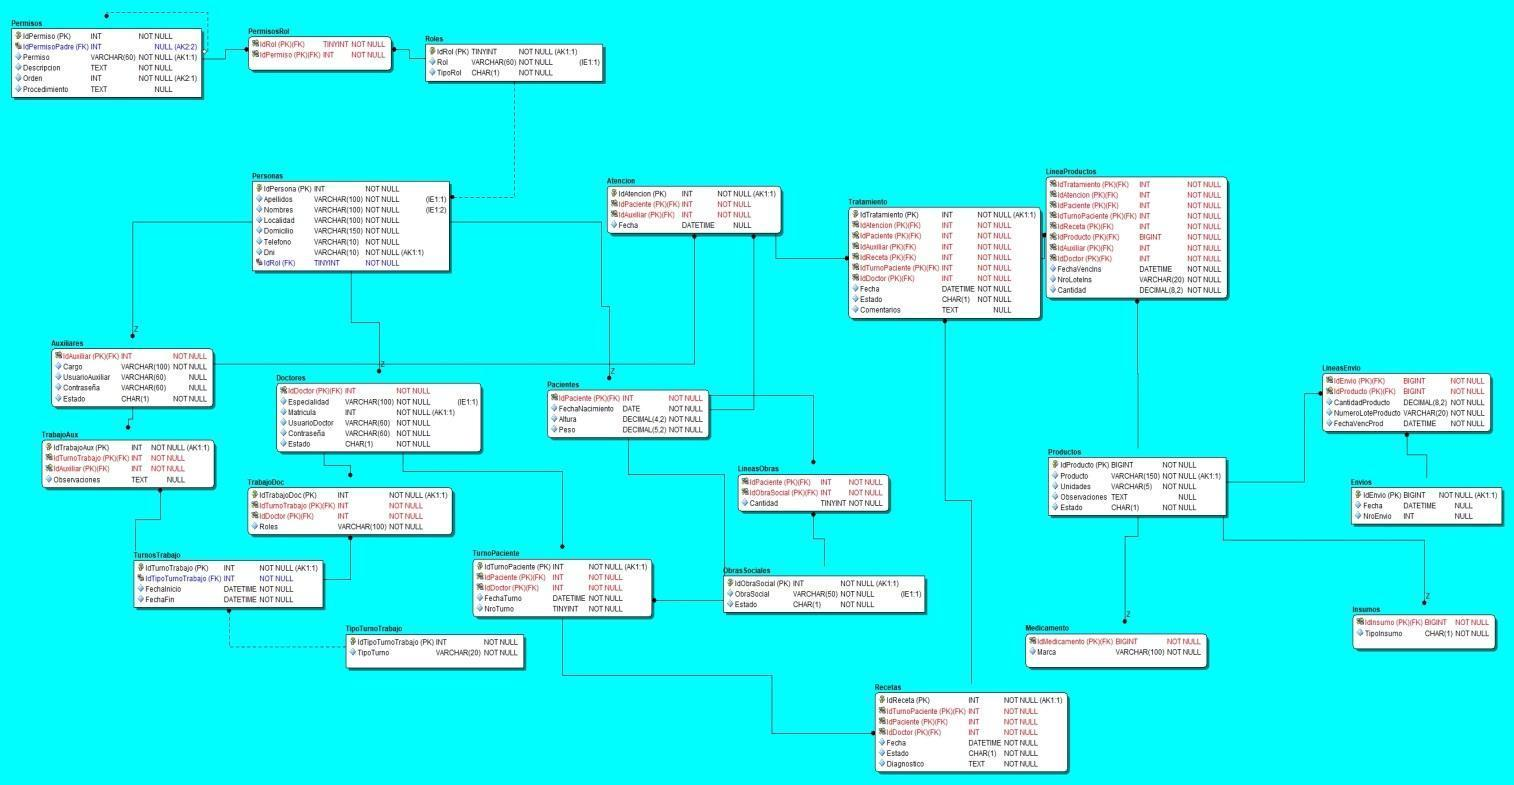 Permisos
IdPermiso (PK) INT NOT NULL
IdPermisoPadre (FK) INT NULL (AK2:2)
Permiso VARCHAR(60) NOT NULL (AK1:1)
Descripcion TEXT NOT NULL
Orden INT NOT NULL (AK2:1)
Procedimiento TEXT NULL
PermisosRol
IdRol (PK)(FK) TINYINT NOT NULL
IdPermiso (PK)(FK) INT NOT NULL
Roles
IdRol (PK) TINYINT NOT NULL (AK1:1)
Rol VARCHAR(60) NOT NULL (IE1:1)
TipoRol CHAR(1) NOT NULL
Personas
IdPersona (PK) INT NOT NULL
Apellidos VARCHAR(100) NOT NULL (IE1:1)
Nombres VARCHAR(100) NOT NULL (IE1:2)
Localidad VARCHAR(100) NOT NULL
Domicilio VARCHAR(150) NOT NULL
Telefono VARCHAR(10) NOT NULL
Dni VARCHAR(10) NOT NULL (AK1:1)
IdRol (FK) TINYINT NOT NULL
Atencion
IdAtencion (PK) INT NOT NULL (AK1:1)
IdPaciente (PK)(FK) INT NOT NULL
IdAuxiliar (PK)(FK) INT NOT NULL
Fecha DATETIME NULL
Tratamiento
IdTratamiento (PK) INT NOT NULL (AK1:1)
IdAtencion (PK)(FK) INT NOT NULL
IdPaciente (PK)(FK) INT NOT NULL
IdAuxiliar (PK)(FK) INT NOT NULL
IdReceta (PK)(FK) INT NOT NULL
IdTurnoPaciente (PK)(FK) INT NOT NULL
IdDoctor (PK)(FK) INT NOT NULL
Fecha DATETIME NOT NULL
Estado CHAR(1) NOT NULL
Comentarios TEXT NULL
LineaProductos
IdTratamiento (PK)(FK) INT NOT NULL
IdAtencion (PK)(FK) INT NOT NULL
IdPaciente (PK)(FK) INT NOT NULL
IdTurnoPaciente (PK)(FK) INT NOT NULL
IdReceta (PK)(FK) INT NOT NULL
IdProducto (PK)(FK) BIGINT NOT NULL
IdAuxiliar (PK)(FK) INT NOT NULL
IdDoctor (PK)(FK) INT NOT NULL
FechaVencIns DATETIME NOT NULL
NroLoteIns VARCHAR(20) NOT NULL
Cantidad DECIMAL(8,2) NOT NULL
Z
Auxiliares
IdAuxiliar (PK)(FK) INT NOT NULL
Cargo VARCHAR(100) NOT NULL
UsuarioAuxiliar VARCHAR(60) NULL
Contraseña VARCHAR(60) NULL
Estado CHAR(1) NOT NULL
Z
Doctores
IdDoctor (PK)(FK) INT NOT NULL
Especialidad VARCHAR(100) NOT NULL (IE1:1)
Matricula INT NOT NULL (AK1:1)
UsuarioDoctor VARCHAR(60) NOT NULL
Contraseña VARCHAR(60) NOT NULL
Estado CHAR(1) NOT NULL
Z
Pacientes
IdPaciente (PK)(FK) INT NOT NULL
FechaNacimiento DATE NOT NULL
Altura DECIMAL(4,2) NOT NULL
Peso DECIMAL(5,2) NOT NULL
LineasEnvio
IdEnvio (PK)(FK) BIGINT NOT NULL
IdProducto (PK)(FK) BIGINT NOT NULL
CantidadProducto DECIMAL(8,2) NOT NULL
NumeroLoteProducto VARCHAR(20) NOT NULL
FechaVencProd DATETIME NOT NULL
TrabajoAux
IdTrabajoAux (PK) INT NOT NULL (AK1:1)
IdTurnoTrabajo (PK)(FK) INT NOT NULL
IdAuxiliar (PK)(FK) INT NOT NULL
Observaciones TEXT NULL
TrabajoDoc
IdTrabajoDoc (PK) INT NOT NULL (AK1:1)
IdTurnoTrabajo (PK)(FK) INT NOT NULL
IdDoctor (PK)(FK) INT NOT NULL
Roles VARCHAR(100) NOT NULL
LineasObras
IdPaciente (PK)(FK) INT NOT NULL
IdObraSocial (PK)(FK) INT NOT NULL
Cantidad TINYINT NOT NULL
Productos
IdProducto (PK) BIGINT NOT NULL
Producto VARCHAR(150) NOT NULL (AK1:1)
Unidades VARCHAR(5) NOT NULL
Observaciones TEXT NULL
Estado CHAR(1) NOT NULL
Envios
IdEnvio (PK) BIGINT NOT NULL (AK1:1)
Fecha DATETIME NULL
NroEnvio INT NULL
TurnosTrabajo
IdTurnoTrabajo (PK) INT NOT NULL (AK1:1)
IdTipoTurnoTrabajo (FK) INT NOT NULL
FechaInicio DATETIME NOT NULL
FechaFin DATETIME NOT NULL
TurnoPaciente
IdTurnoPaciente (PK) INT NOT NULL (AK1:1)
IdPaciente (PK)(FK) INT NOT NULL
IdDoctor (PK)(FK) INT NOT NULL
FechaTurno DATETIME NOT NULL
NroTurno TINYINT NOT NULL
ObrasSociales
IdObraSocial (PK) INT NOT NULL (AK1:1)
ObraSocial VARCHAR(50) NOT NULL (IE1:1)
Estado CHAR(1) NOT NULL
Z
Medicamento
IdMedicamento (PK)(FK) BIGINT NOT NULL
Marca VARCHAR(100) NOT NULL
Z
Insumos
IdInsumo (PK)(FK) BIGINT NOT NULL
TipoInsumo CHAR(1) NOT NULL
TipoTurnoTrabajo
IdTipoTurnoTrabajo (PK) INT NOT NULL
TipoTurno VARCHAR(20) NOT NULL
Recetas
IdReceta (PK) INT NOT NULL (AK1:1)
IdTurnoPaciente (PK)(FK) INT NOT NULL
IdPaciente (PK)(FK) INT NOT NULL
IdDoctor (PK)(FK) INT NOT NULL
Fecha DATETIME NOT NULL
Estado CHAR(1) NOT NULL
Diagnostico TEXT NOT NULL